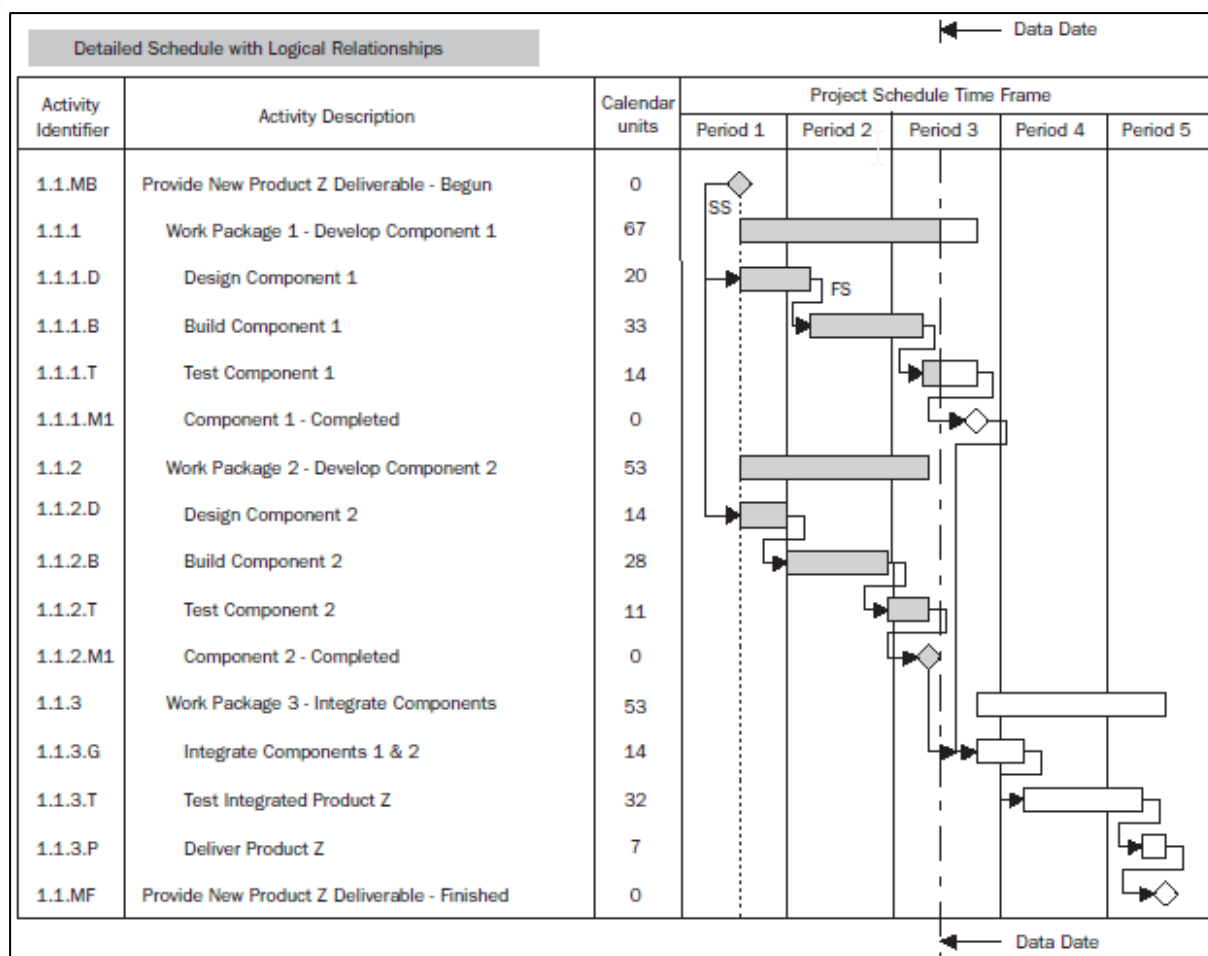 Data Date
Detailed Schedule with Logical Relationships
Activity Identifier Activity Description Calendar units Project Schedule Time Frame
Period 1 Period 2 Period 3 Period 4 Period 5
1.1.MB Provide New Product Z Deliverable - Begun 0
SS
1.1.1 Work Package 1 - Develop Component 1 67
1.1.1.D Design Component 1 20
FS
1.1.1.B Build Component 1 33
1.1.1.T Test Component 1 14
1.1.1.M1 Component 1 - Completed 0
1.1.2 Work Package 2 - Develop Component 2 53
1.1.2.D Design Component 2 14
1.1.2.B Build Component 2 28
1.1.2.T Test Component 2 11
1.1.2.M1 Component 2 - Completed 0
1.1.3 Work Package 3 - Integrate Components 53
1.1.3.G Integrate Components 1 & 2 14
1.1.3.T Test Integrated Product Z 32
1.1.3.P Deliver Product Z 7
1.1.MF Provide New Product Z Deliverable - Finished 0
Data Date